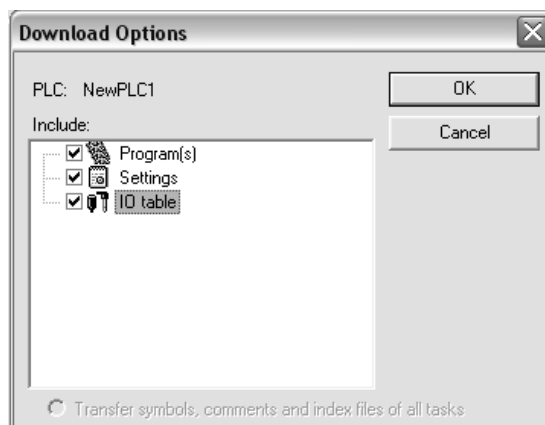 Download Options
PLC: NewPLC1
OK
Include:
Cancel
Program(s)
Settings
IO table
Transfer symbols, comments and index files of all tasks